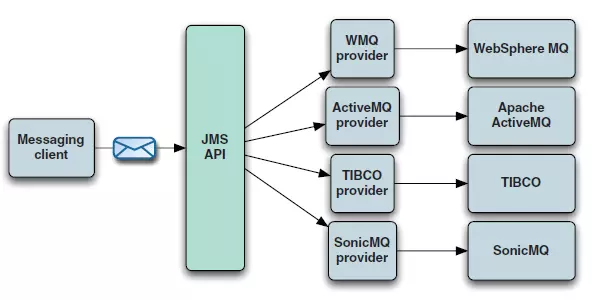 Messaging
client
JMS
API
WMQ
provider
WebSphere MQ
ActiveMQ
provider
Apache
ActiveMQ
TIBCO
provider
TIBCO
SonicMQ
provider
SonicMQ